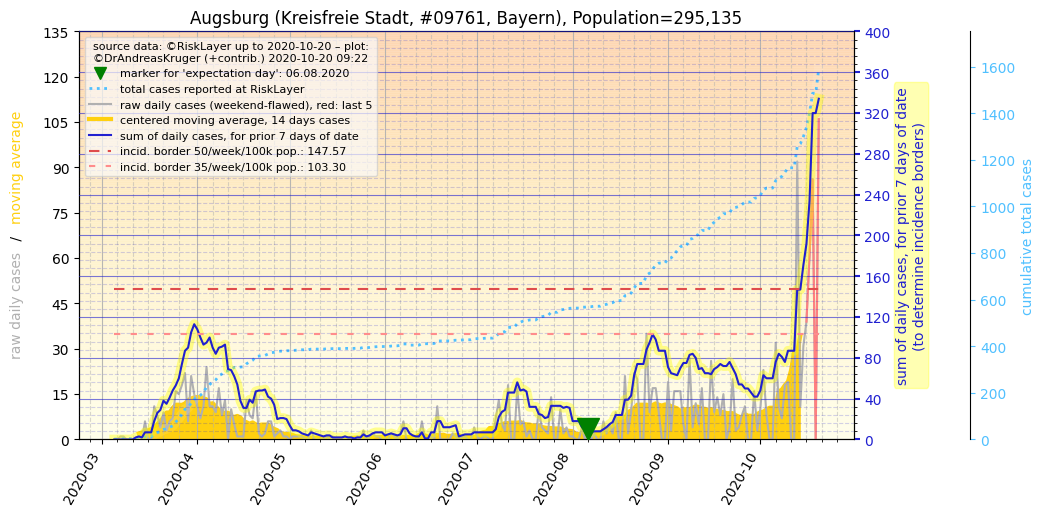 Augsburg (Kreisfreie Stadt, #09761, Bayern), Population=295,135
source data: ©RiskLayer up to 2020-10-20 – plot:
©DrAndreasKruger (+contrib.) 2020-10-20 09:22
marker for 'expectation day': 06.08.2020
total cases reported at RiskLayer
raw daily cases (weekend-flawed), red: last 5
centered moving average, 14 days cases
sum of daily cases, for prior 7 days of date
incid. border 50/week/100k pop.: 147.57
incid. border 35/week/100k pop.: 103.30
raw daily cases / moving average
135
120
105
90
75
60
45
30
15
0
2020-03
2020-04
2020-05
2020-06
2020-07
2020-08
2020-09
2020-10
400
360
320
280
240
200
160
120
80
40
0
sum of daily cases, for prior 7 days of date
(to determine incidence borders)
1600
1400
1200
1000
800
600
400
200
0
cumulative total cases